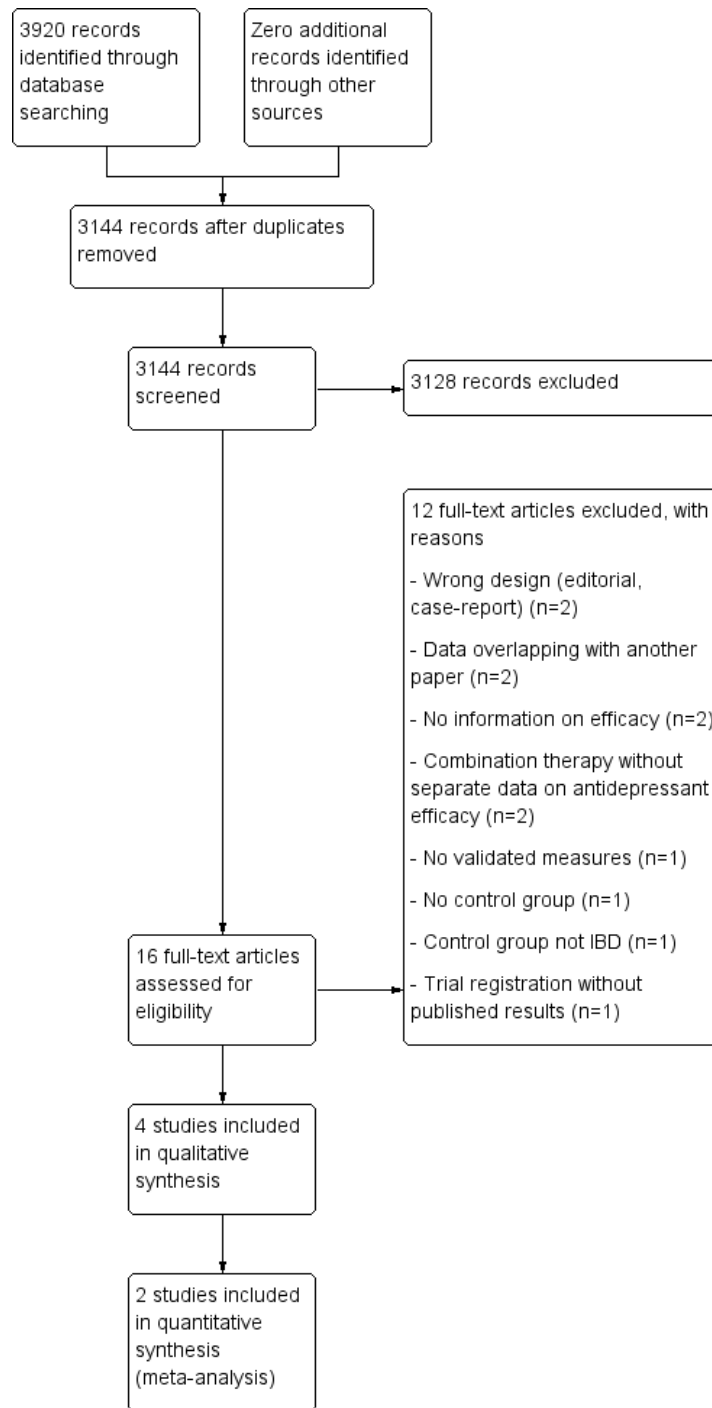 3920 records
identified through
database
searching
Zero additional
records identified
through other
sources
3144 records after duplicates
removed
3144 records
screened
3128 records excluded
12 full-text articles excluded, with
reasons
- Wrong design (editorial,
case-report) (n=2)
- Data overlapping with another
paper (n=2)
- No information on efficacy (n=2)
- Combination therapy without
separate data on antidepressant
efficacy (n=2)
- No validated measures (n=1)
- No control group (n=1)
- Control group not IBD (n=1)
- Trial registration without
published results (n=1)
16 full-text articles
assessed for
eligibility
4 studies included
in qualitative
synthesis
2 studies included
in quantitative
synthesis
(meta-analysis)